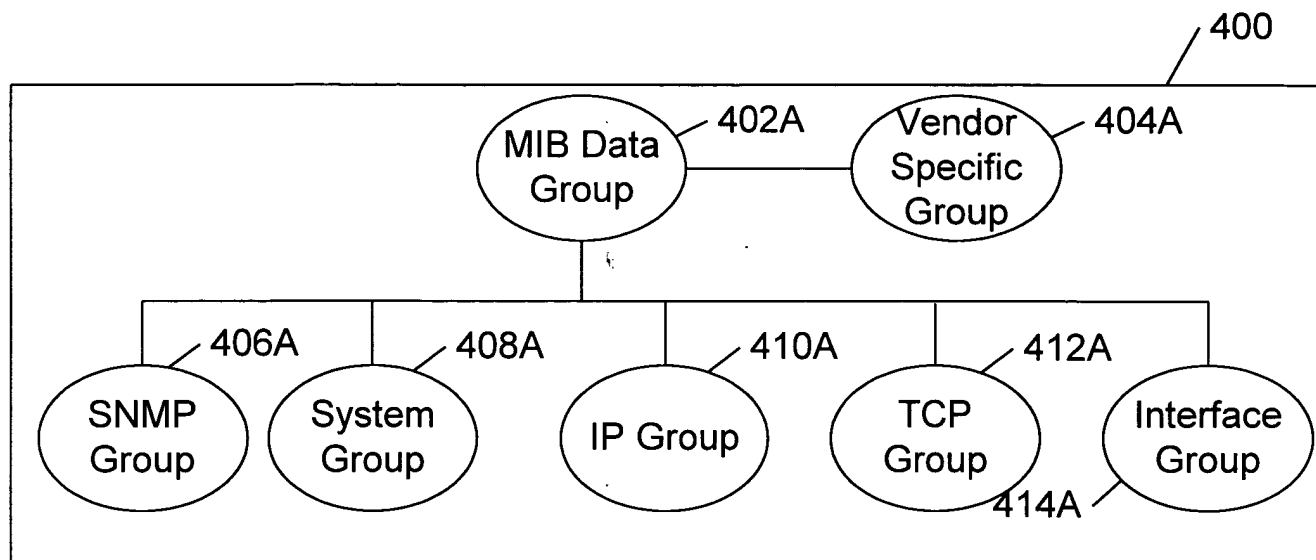 400
MIB Data
Group
402A
Vendor
Specific
Group
404A
406A
408A
410A
412A
SNMP
Group
System
Group
IP Group
TCP
Group
Interface
Group
414A